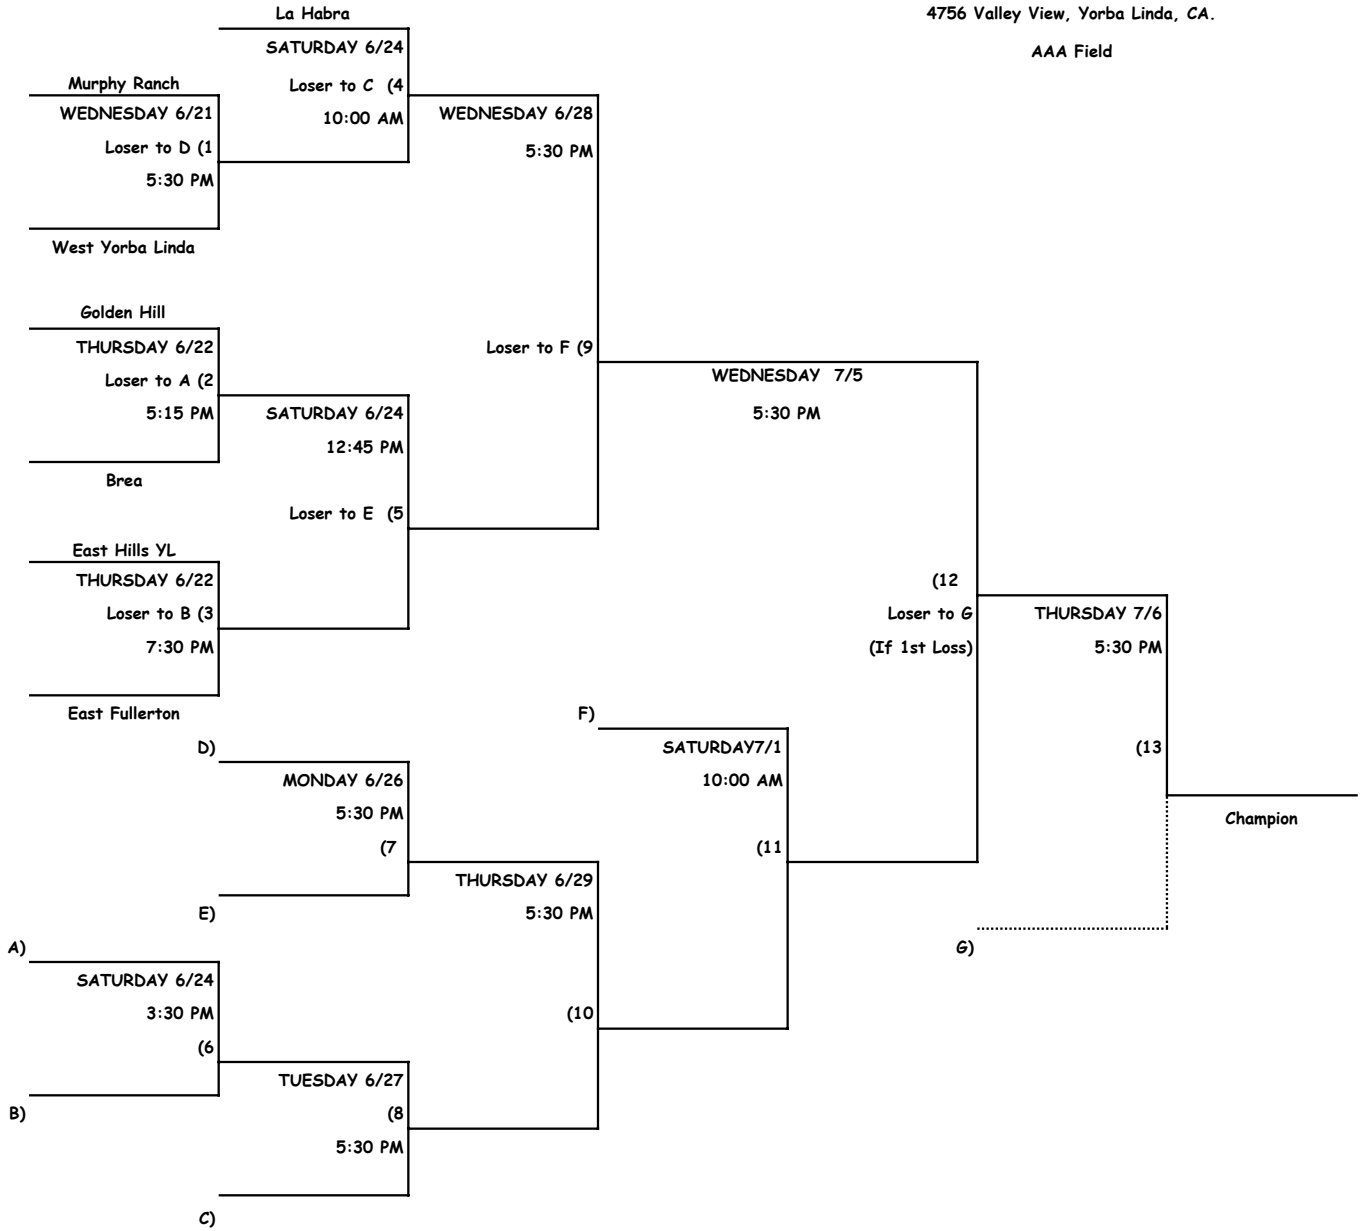 La Habra
4756 Valley View, Yorba Linda, CA.
AAA Field
SATURDAY 6/24
Loser to C (4
10:00 AM
Murphy Ranch
WEDNESDAY 6/21
Loser to D (1
5:30 PM
West Yorba Linda
WEDNESDAY 6/28
5:30 PM
Loser to F (9
Golden Hill
THURSDAY 6/22
Loser to A (2
5:15 PM
Brea
SATURDAY 6/24
12:45 PM
Loser to E (5
WEDNESDAY 7/5
5:30 PM
East Hills YL
THURSDAY 6/22
Loser to B (3
7:30 PM
East Fullerton
(12
Loser to G
(If 1st Loss)
THURSDAY 7/6
5:30 PM
(13
Champion
F)
SATURDAY7/1
10:00 AM
(11
D)
MONDAY 6/26
5:30 PM
(7
E)
THURSDAY 6/29
5:30 PM
(10
G)
A)
SATURDAY 6/24
3:30 PM
(6
B)
TUESDAY 6/27
(8
5:30 PM
C)